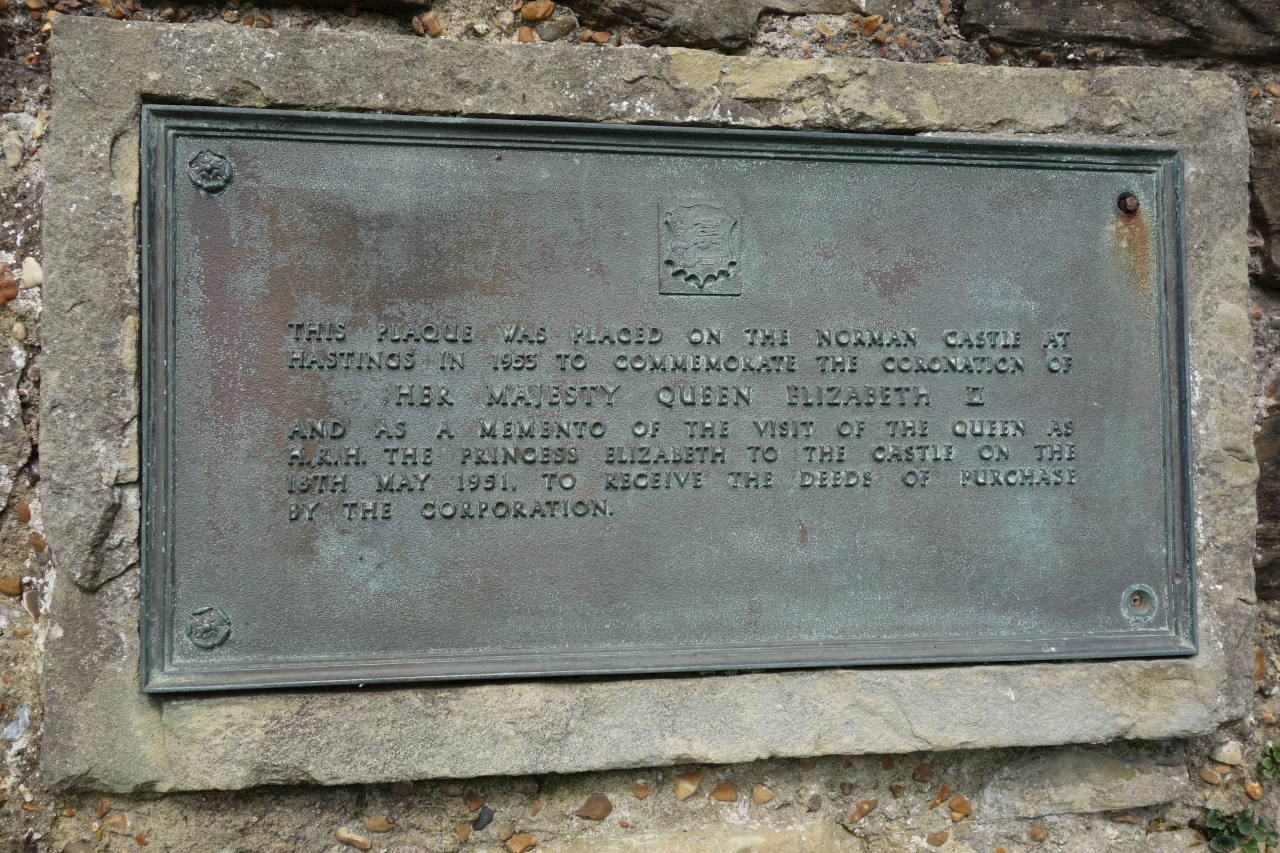 THIS PLAQUE WAS PLACED ON THE NORMAN CASTLE AT
HASTINGS IN 1953 TO COMMEMORATE THE CORONATION OF
HER MAJESTY QUEEN ELIZABETH II
AND AS A MEMENTO OF THE VISIT OF THE QUEEN AS
H.R.H. THE PRINCESS ELIZABETH TO THE CASTLE ON THE
18TH MAY 1951, TO RECEIVE THE DEEDS OF PURCHASE
BY THE CORPORATION.